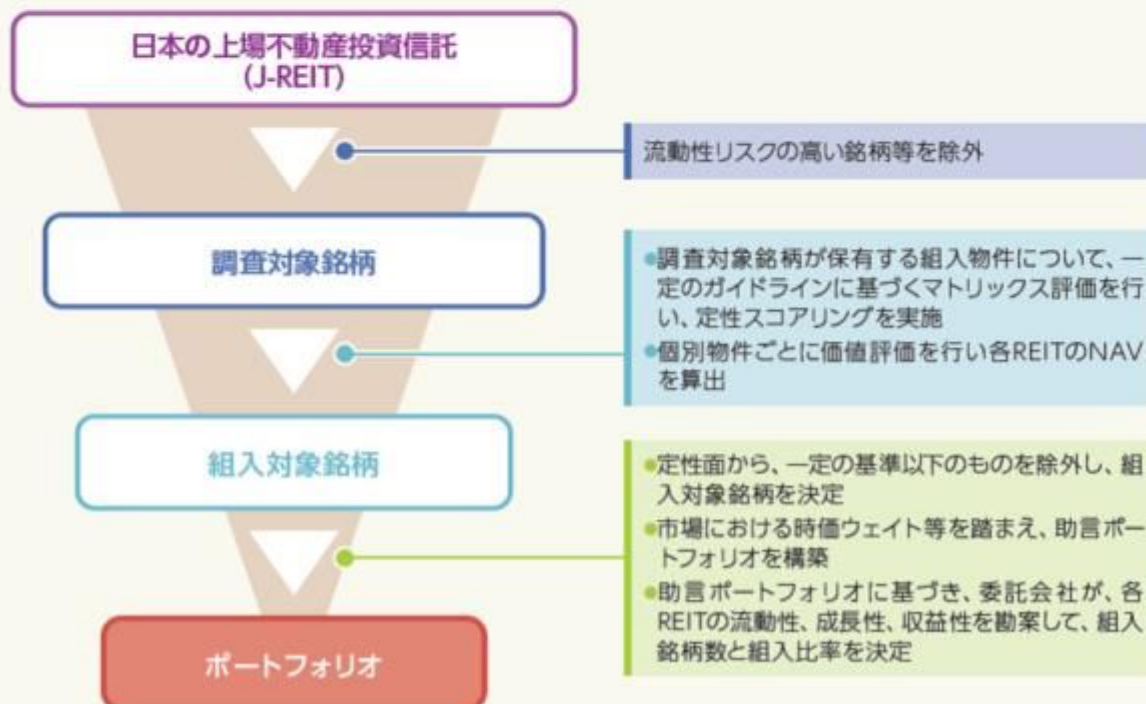 日本の上場不動産投資信託
(J-REIT)
流動性リスクの高い銘柄等を除外
調査対象銘柄
●調査対象銘柄が保有する組入物件について、一
定のガイドラインに基づくマトリックス評価を行
い、定性スコアリングを実施
●個別物件ごとに価値評価を行い各REITのNAV
を算出
組入対象銘柄
●定性面から、一定の基準以下のものを除外し、組
入対象銘柄を決定
●市場における時価ウェイト等を踏まえ、助言ポー
トフォリオを構築
●助言ポートフォリオに基づき、委託会社が、各
REITの流動性、成長性、収益性を勘案して、組入
銘柄数と組入比率を決定
ポートフォリオ